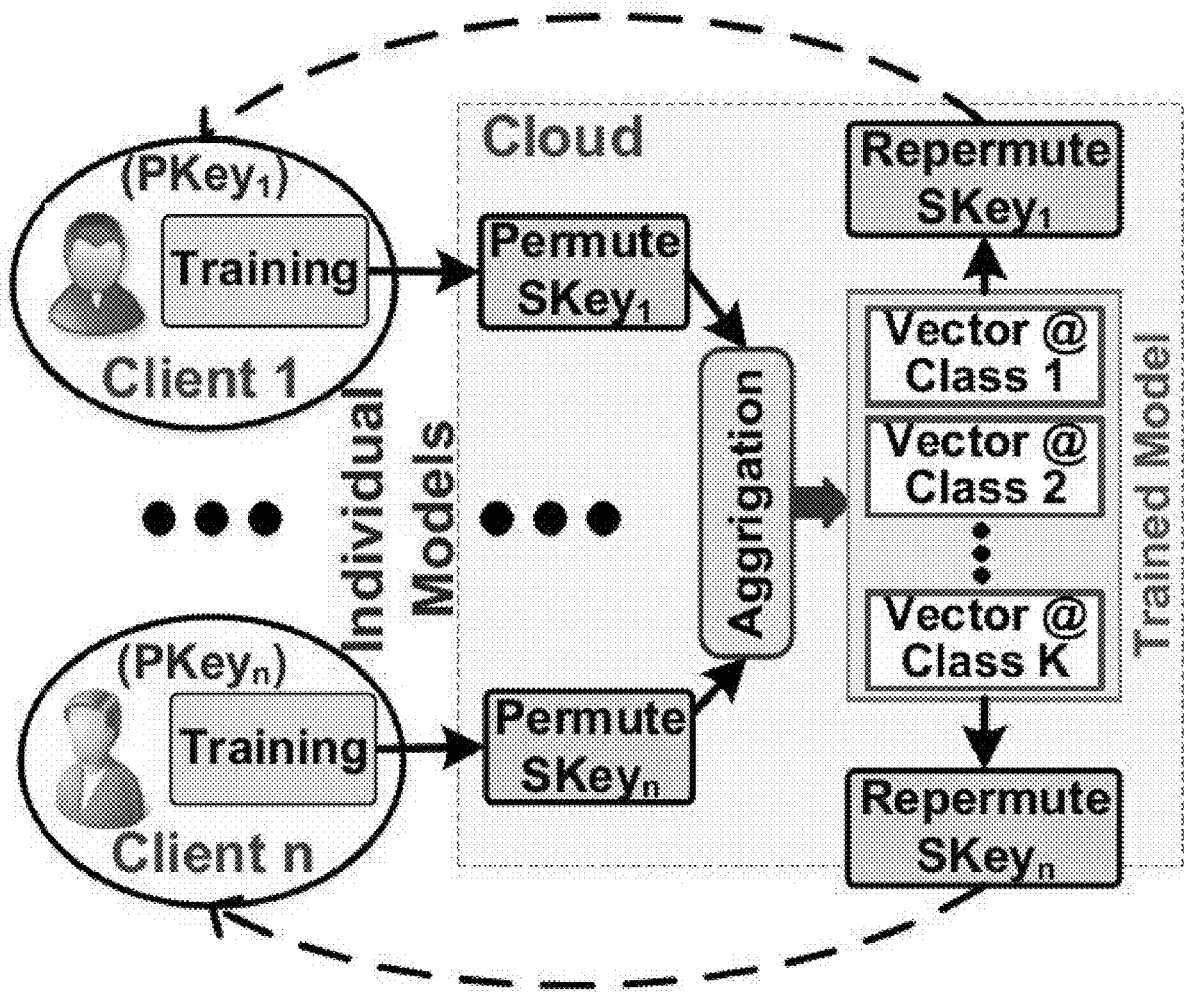 (PKey₁)
Training
Client 1
(PKeyₙ)
Training
Client n
Individual
Models
Cloud
Permute
SKey₁
Permute
SKeyₙ
Aggrigation
Repermute
SKey₁
Vector @
Class 1
Vector @
Class 2
Vector @
Class K
Trained Model
Repermute
SKeyₙ